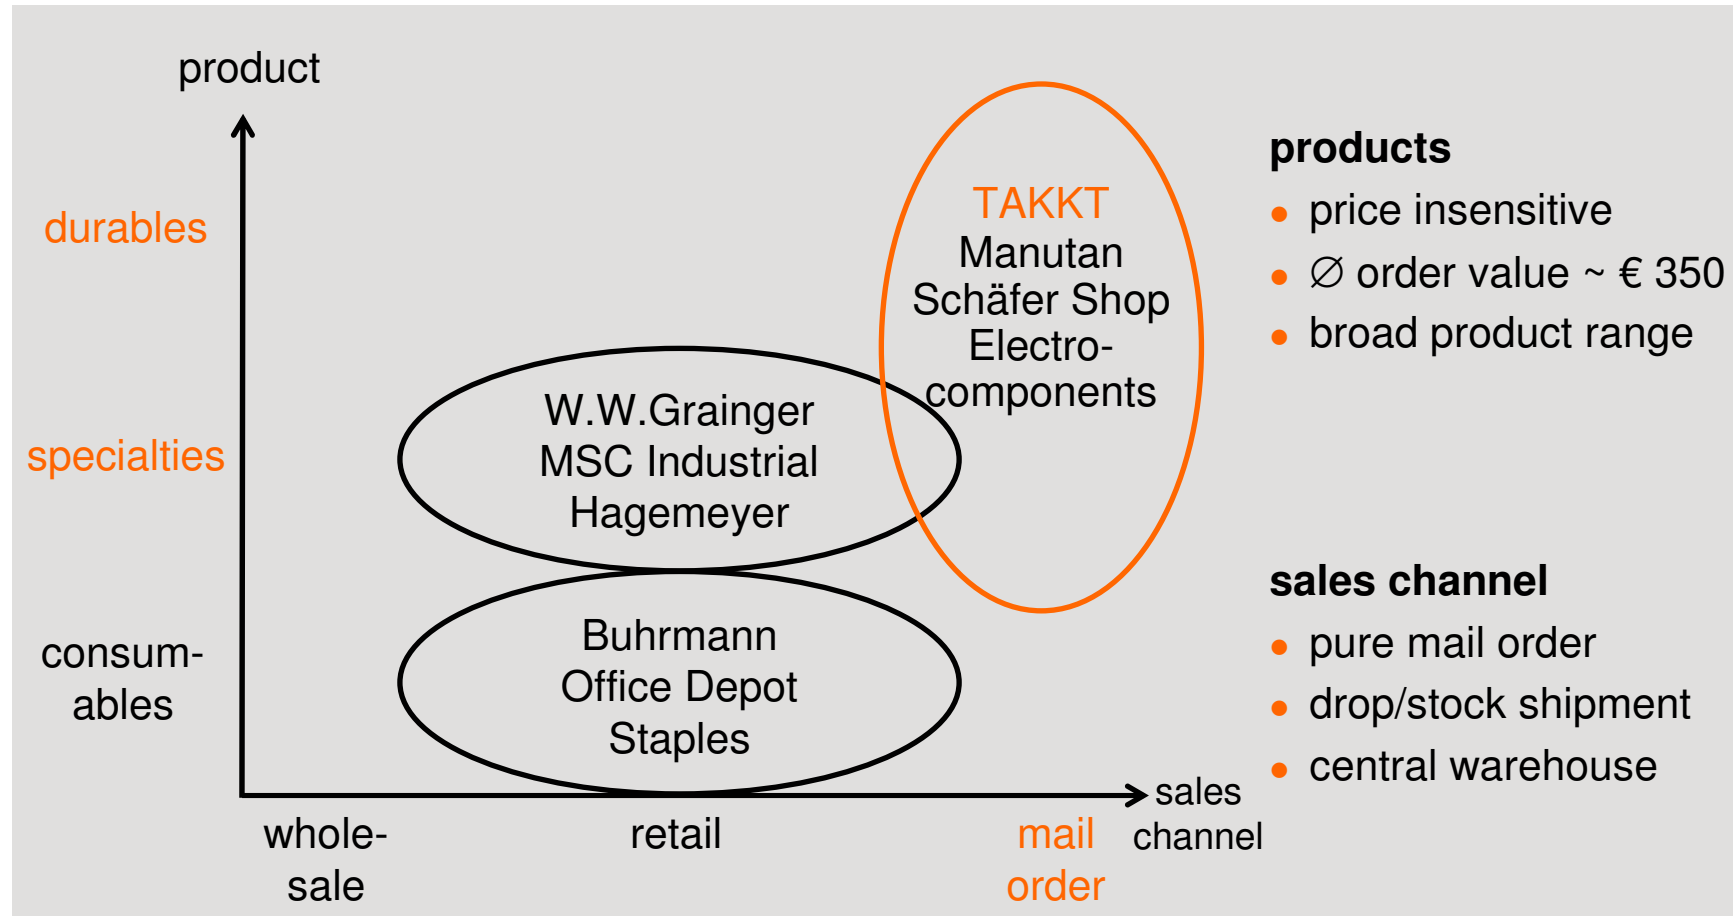 product
durables
specialties
consum-
ables
TAKKT
Manutan
Schäfer Shop
Electro-
components
W.W.Grainger
MSC Industrial
Hagemeyer
Buhrmann
Office Depot
Staples
whole-
sale
retail
mail
order
sales
channel
products
• price insensitive
• ∅ order value ~ € 350
• broad product range
sales channel
• pure mail order
• drop/stock shipment
• central warehouse